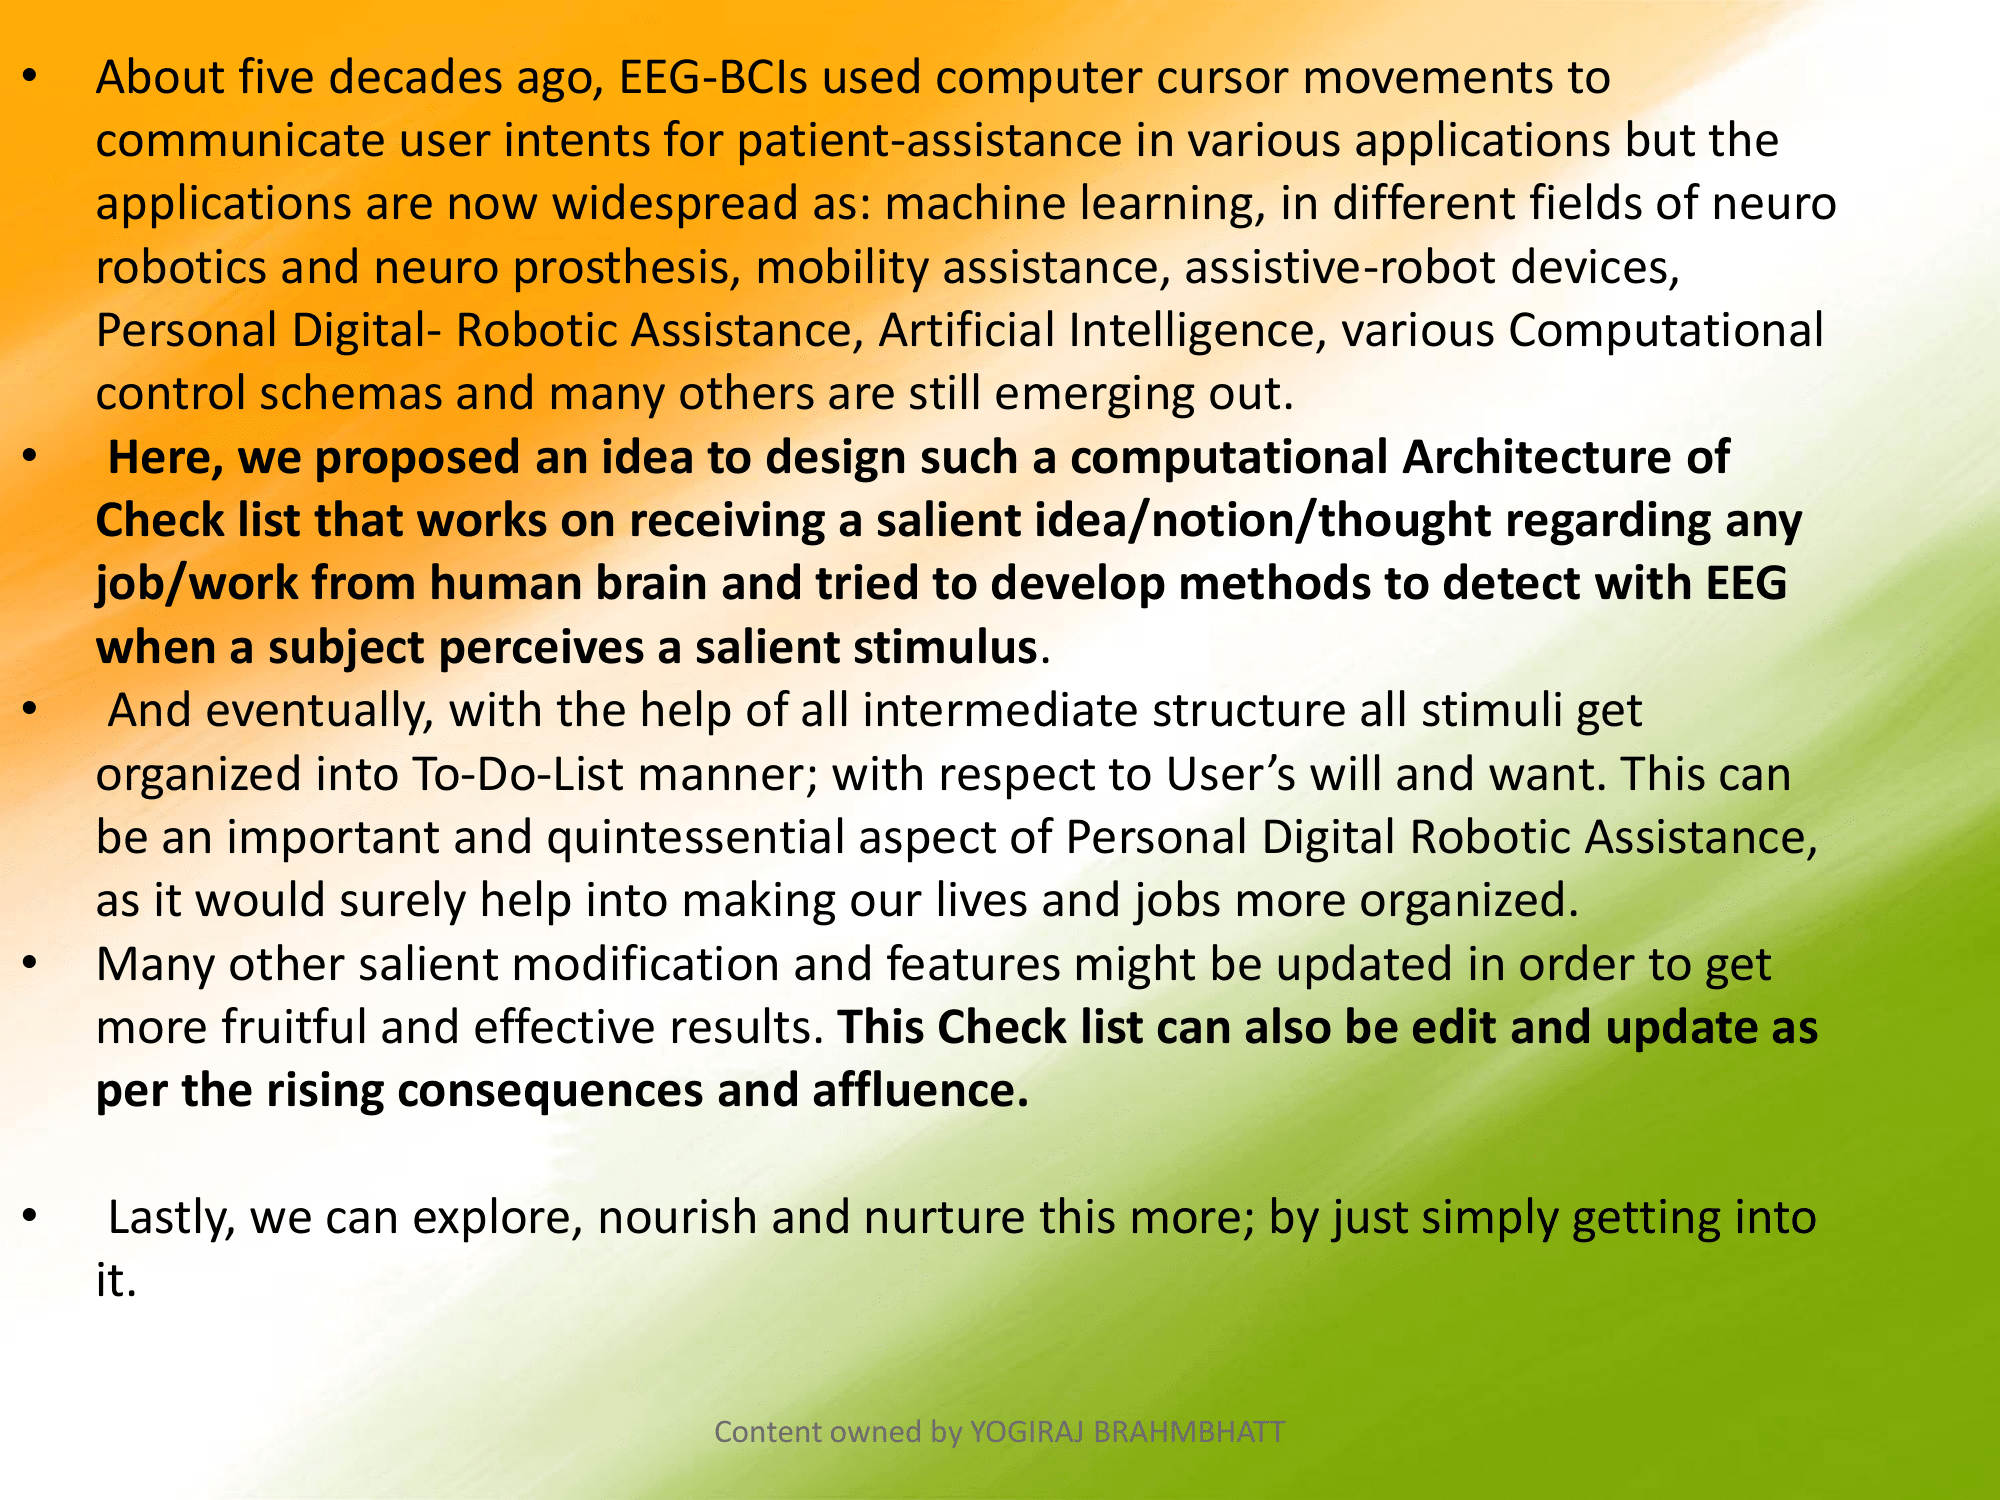 • About five decades ago, EEG-BCIs used computer cursor movements to
communicate user intents for patient-assistance in various applications but the
applications are now widespread as: machine learning, in different fields of neuro
robotics and neuro prosthesis, mobility assistance, assistive-robot devices,
Personal Digital- Robotic Assistance, Artificial Intelligence, various Computational
control schemas and many others are still emerging out.
• Here, we proposed an idea to design such a computational Architecture of
Check list that works on receiving a salient idea/notion/thought regarding any
job/work from human brain and tried to develop methods to detect with EEG
when a subject perceives a salient stimulus.
• And eventually, with the help of all intermediate structure all stimuli get
organized into To-Do-List manner; with respect to User’s will and want. This can
be an important and quintessential aspect of Personal Digital Robotic Assistance,
as it would surely help into making our lives and jobs more organized.
• Many other salient modification and features might be updated in order to get
more fruitful and effective results. This Check list can also be edit and update as
per the rising consequences and affluence.
• Lastly, we can explore, nourish and nurture this more; by just simply getting into
it.
Content owned by YOGIRAJ BRAHMBHATT